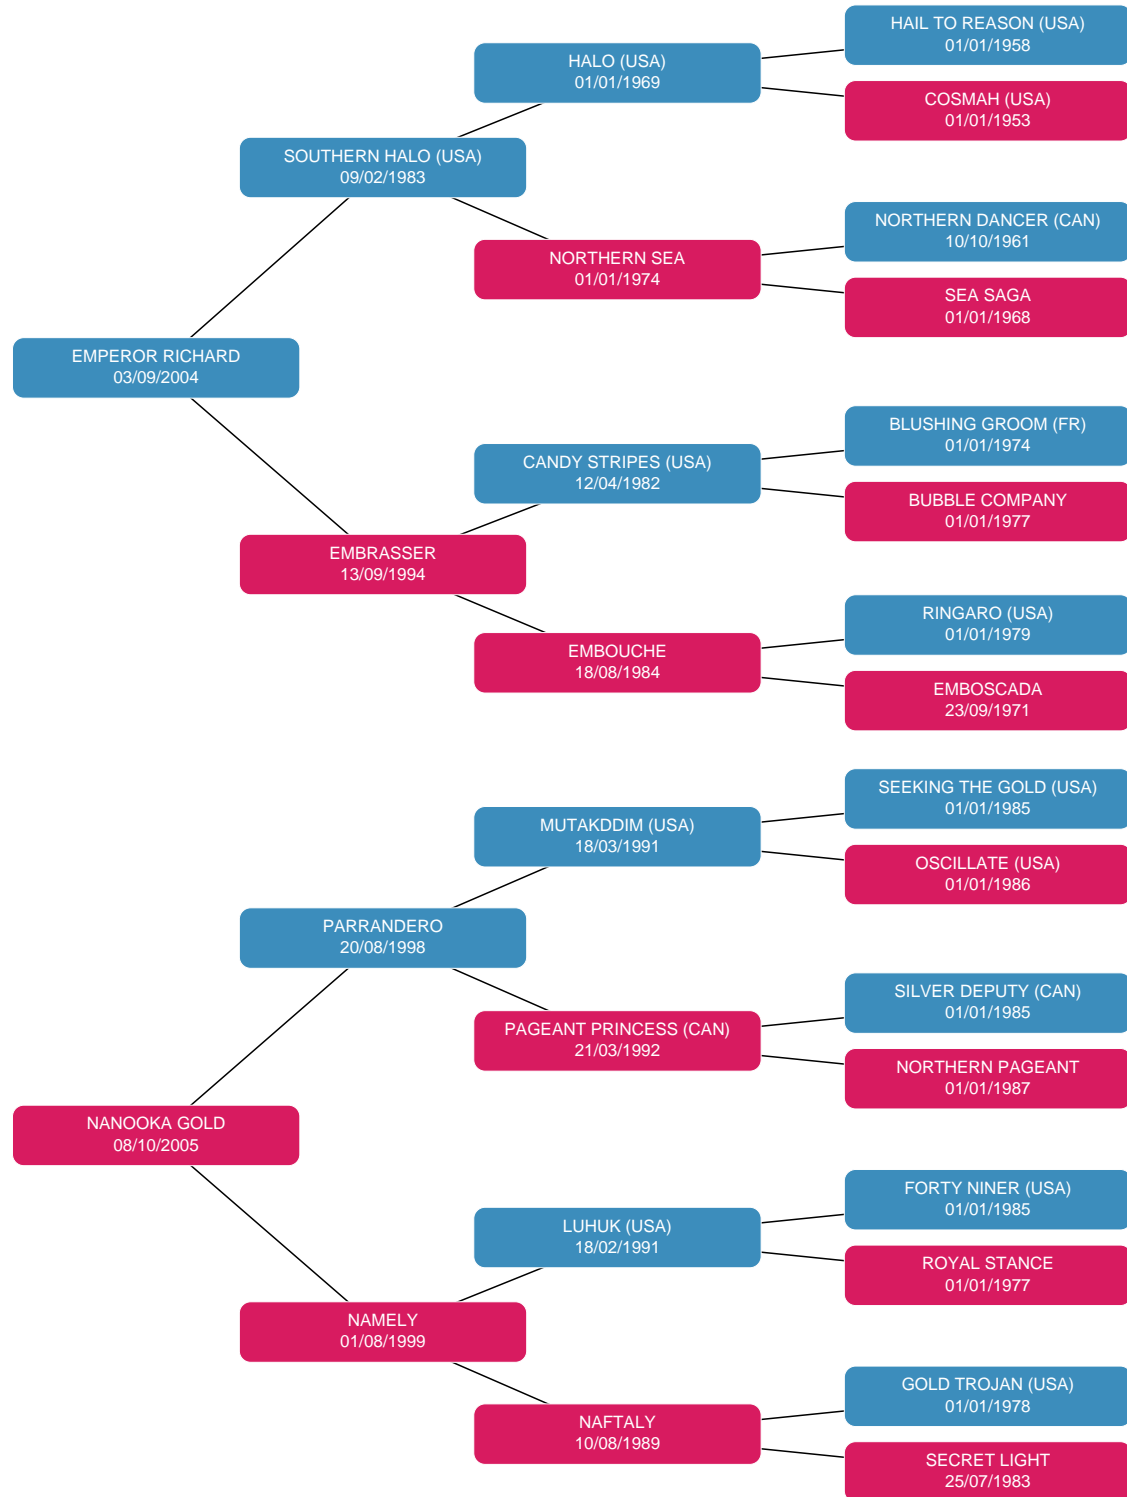 HAIL TO REASON (USA)
01/01/1958
HALO (USA)
01/01/1969
COSMAH (USA)
01/01/1953
SOUTHERN HALO (USA)
09/02/1983
NORTHERN DANCER (CAN)
10/10/1961
NORTHERN SEA
01/01/1974
SEA SAGA
01/01/1968
EMPEROR RICHARD
03/09/2004
BLUSHING GROOM (FR)
01/01/1974
CANDY STRIPES (USA)
12/04/1982
BUBBLE COMPANY
01/01/1977
EMBRASSER
13/09/1994
RINGARO (USA)
01/01/1979
EMBOUCHE
18/08/1984
EMBOSCADA
23/09/1971
SEEKING THE GOLD (USA)
01/01/1985
MUTAKDDIM (USA)
18/03/1991
OSCILLATE (USA)
01/01/1986
PARRANDERO
20/08/1998
SILVER DEPUTY (CAN)
01/01/1985
PAGEANT PRINCESS (CAN)
21/03/1992
NORTHERN PAGEANT
01/01/1987
NANOOKA GOLD
08/10/2005
FORTY NINER (USA)
01/01/1985
LUHUK (USA)
18/02/1991
ROYAL STANCE
01/01/1977
NAMELY
01/08/1999
GOLD TROJAN (USA)
01/01/1978
NAFTALY
10/08/1989
SECRET LIGHT
25/07/1983